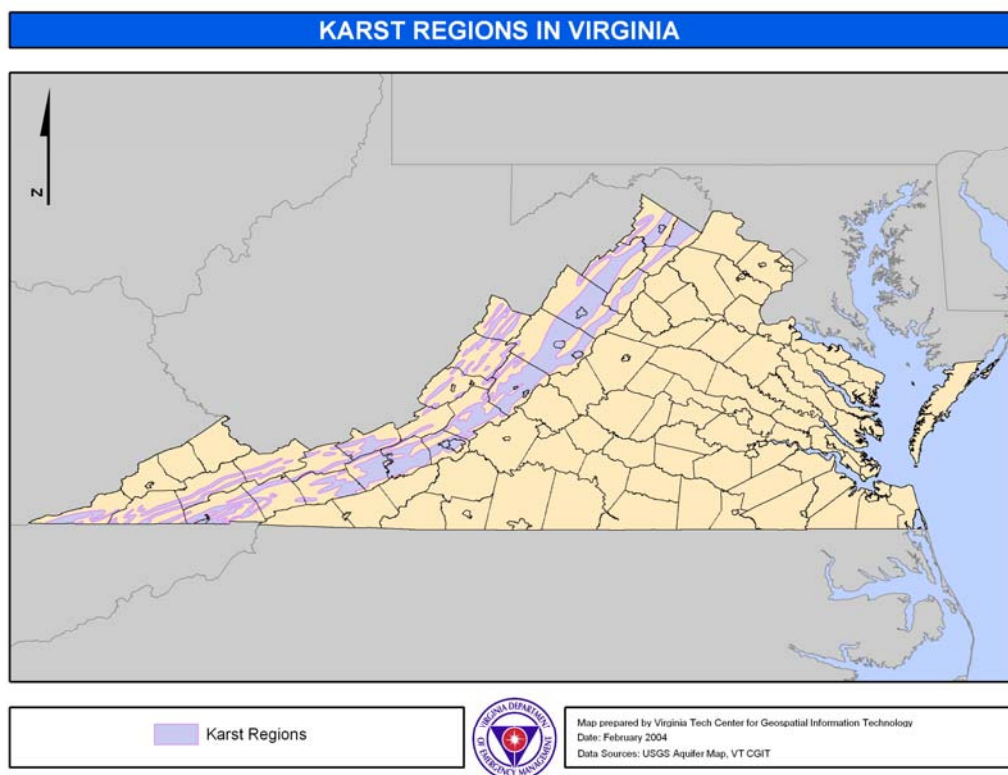 KARST REGIONS IN VIRGINIA
N
Karst Regions
VIRGINIA DEPARTMENT
OF EMERGENCY MANAGEMENT
Map prepared by Virginia Tech Center for Geospatial Information Technology
Date: February 2004
Data Sources: USGS Aquifer Map, VT CGIT